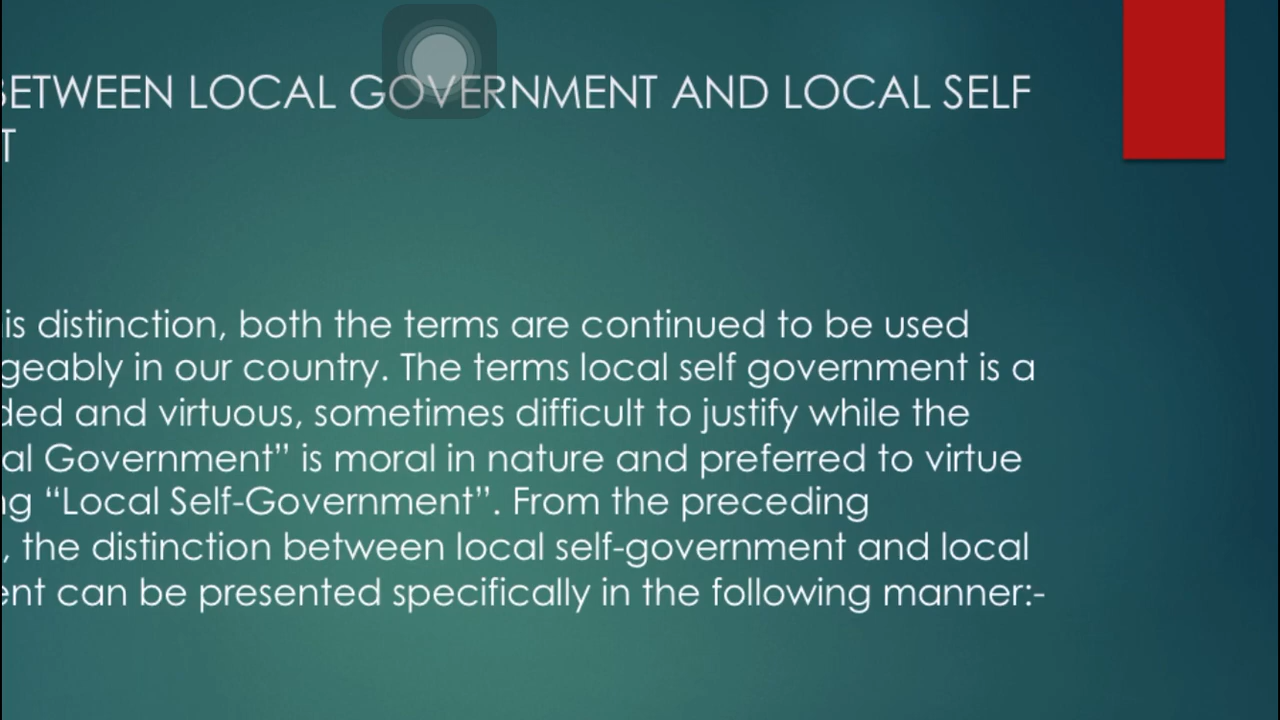 BETWEEN LOCAL GOVERNMENT AND LOCAL SELF
T
is distinction, both the terms are continued to be used
geably in our country. The terms local self government is a
ded and virtuous, sometimes difficult to justify while the
al Government” is moral in nature and preferred to virtue
ng “Local Self-Government”. From the preceding
, the distinction between local self-government and local
ent can be presented specifically in the following manner:-